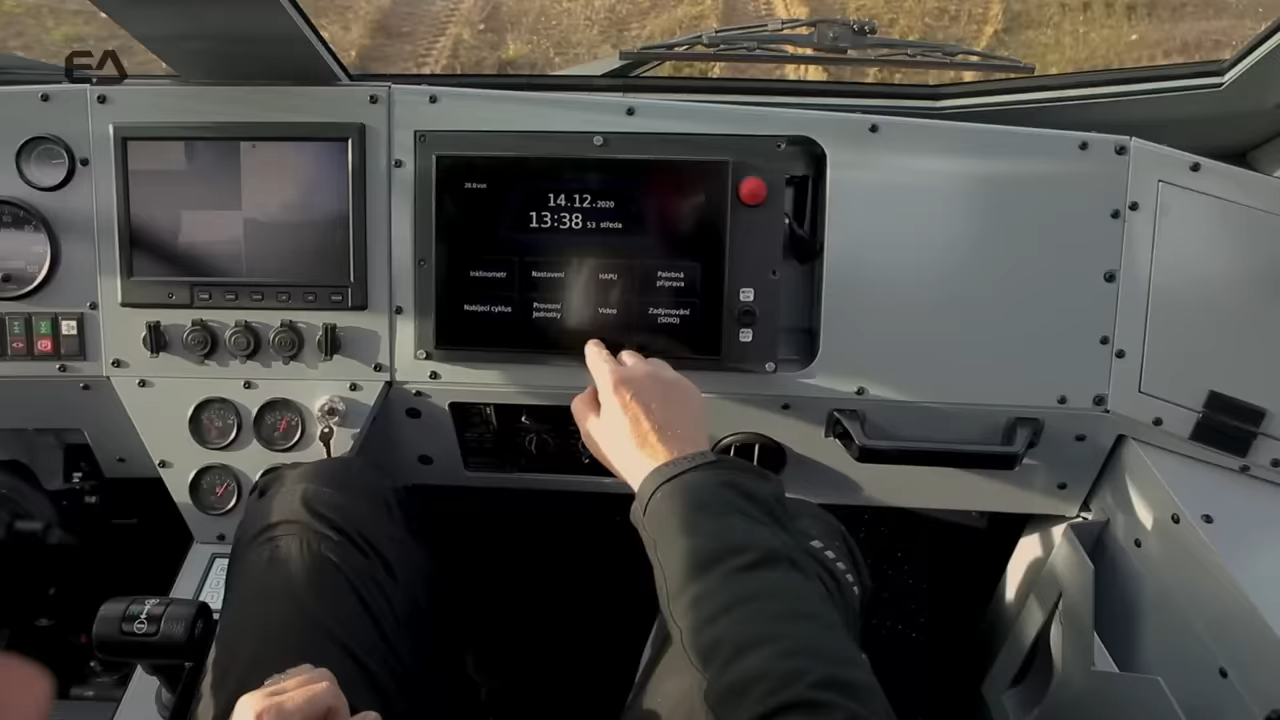 EA
14.12.2020
13:38 53 středa
Inklinometr Nastavení HAPU Palebná příprava
Nabíjecí cyklus Provozní Jednotky Video Zadýmování (SDIO)